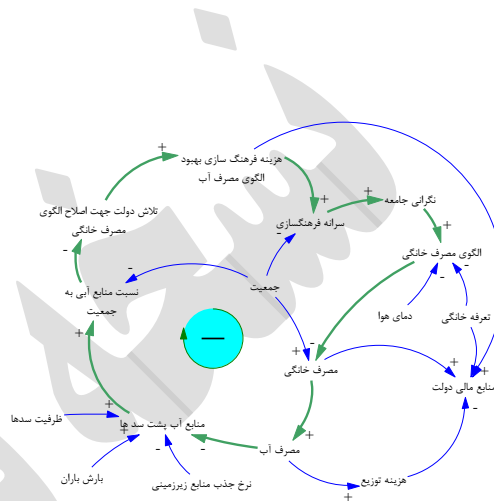 هزینه فرهنگ سازی بهبود
الگوی مصرف آب
نگرانی جامعه
تلاش دولت جهت اصلاح الگوی
مصرف خانگی
سرانه فرهنگسازی
الگوی مصرف خانگی
جمعیت
نسبت منابع آبی به
جمعیت
دمای هوا
تعرفه خانگی
مصرف خانگی
منابع مالی دولت
ظرفیت سدها
منابع آب پشت سد ها
مصرف آب
بارش باران
نرخ جذب منابع زیرزمینی
هزینه توزیع